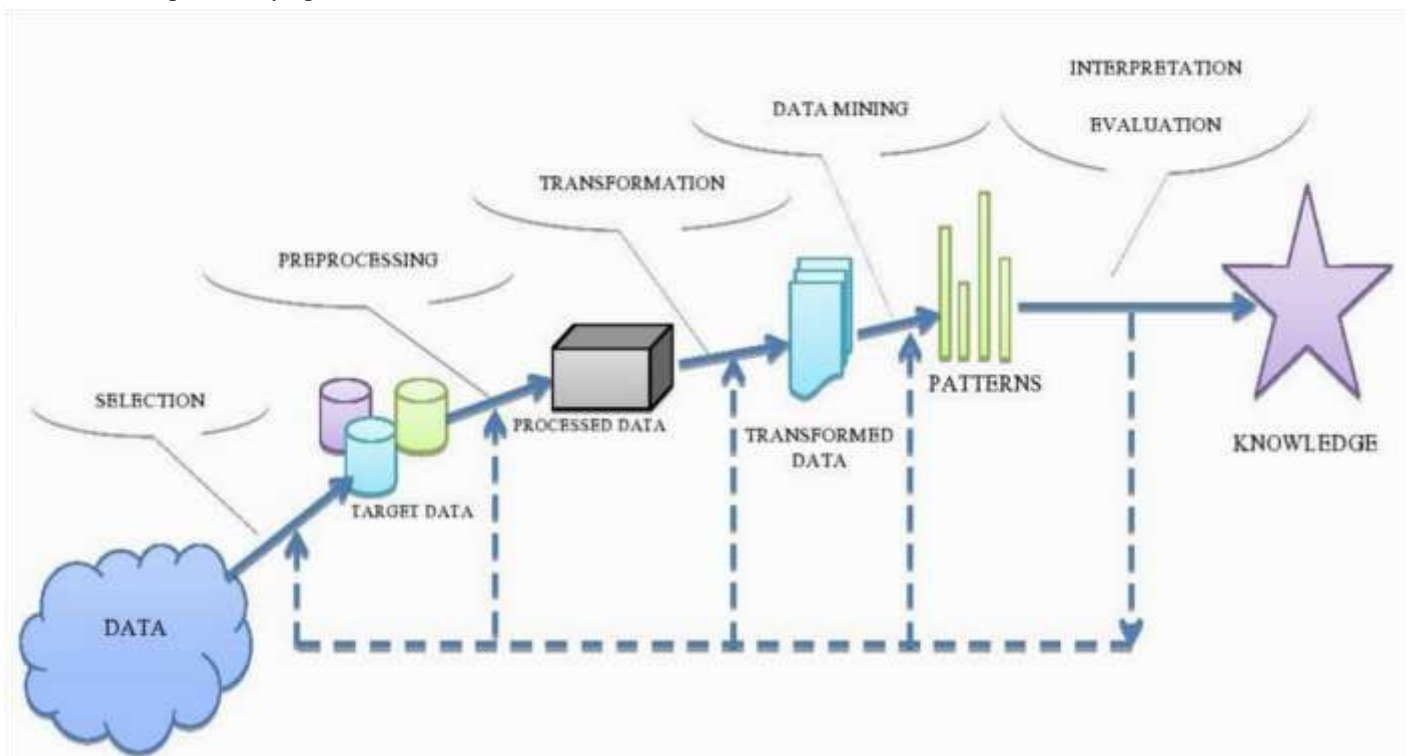 INTERPRETATION
EVALUATION
DATA MINING
TRANSFORMATION
PREPROCESSING
SELECTION
PATTERNS
PROCESSED DATA
TRANSFORMED
DATA
KNOWLEDGE
TARGET DATA
DATA